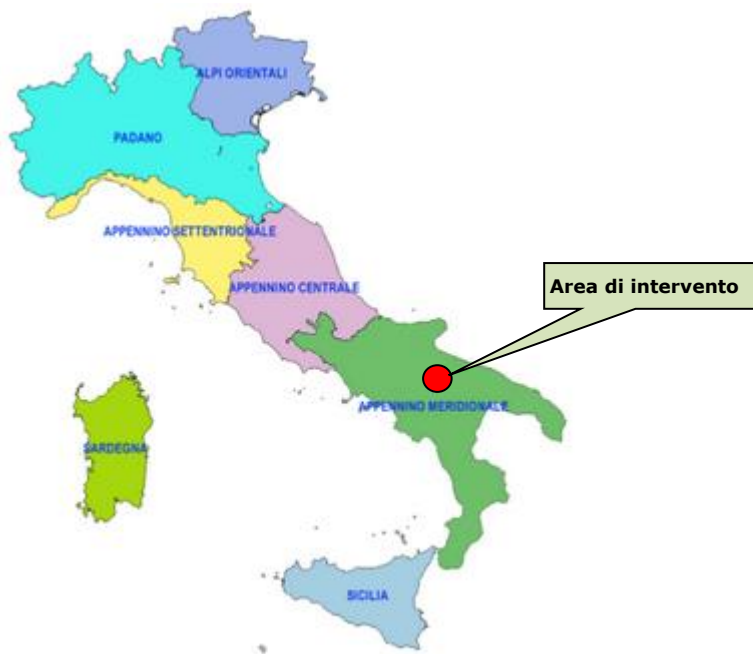 ALPI ORIENTALI
PADANO
APPENNINO SETTENTRIONALE
APPENNINO CENTRALE
Area di intervento
APPENNINO MERIDIONALE
SARDEGNA
SICILIA